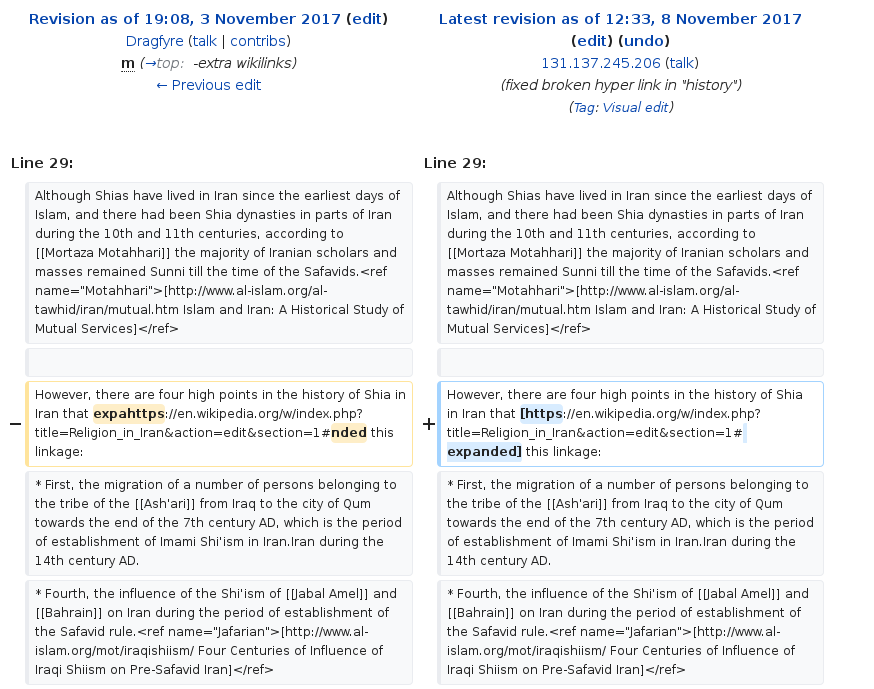 Revision as of 19:08, 3 November 2017 (edit)
Dragfyre (talk | contribs)
m (→top: -extra wikilinks)
← Previous edit
Latest revision as of 12:33, 8 November 2017
(edit) (undo)
131.137.245.206 (talk)
(fixed broken hyper link in "history")
(Tag: Visual edit)
Line 29:
Although Shias have lived in Iran since the earliest days of
Islam, and there had been Shia dynasties in parts of Iran
during the 10th and 11th centuries, according to
[[Mortaza Motahhari]] the majority of Iranian scholars and
masses remained Sunni till the time of the Safavids.<ref
name="Motahhari">[http://www.al-islam.org/al-
tawhid/iran/mutual.htm Islam and Iran: A Historical Study of
Mutual Services]</ref>
Line 29:
Although Shias have lived in Iran since the earliest days of
Islam, and there had been Shia dynasties in parts of Iran
during the 10th and 11th centuries, according to
[[Mortaza Motahhari]] the majority of Iranian scholars and
masses remained Sunni till the time of the Safavids.<ref
name="Motahhari">[http://www.al-islam.org/al-
tawhid/iran/mutual.htm Islam and Iran: A Historical Study of
Mutual Services]</ref>
− However, there are four high points in the history of Shia in
Iran that expahttps://en.wikipedia.org/w/index.php?
title=Religion_in_Iran&action=edit&section=1#nded this
linkage:
+ However, there are four high points in the history of Shia
in Iran that [https://en.wikipedia.org/w/index.php?
title=Religion_in_Iran&action=edit&section=1#
expanded] this linkage:
* First, the migration of a number of persons belonging to
the tribe of the [[Ash'ari]] from Iraq to the city of Qum
towards the end of the 7th century AD, which is the period
of establishment of Imami Shi'ism in Iran.Iran during the
14th century AD.
* First, the migration of a number of persons belonging to
the tribe of the [[Ash'ari]] from Iraq to the city of Qum
towards the end of the 7th century AD, which is the period
of establishment of Imami Shi'ism in Iran.Iran during the
14th century AD.
* Fourth, the influence of the Shi'ism of [[Jabal Amel]] and
[[Bahrain]] on Iran during the period of establishment of
the Safavid rule.<ref name="Jafarian">[http://www.al-
islam.org/mot/iraqishiism/ Four Centuries of Influence of
Iraqi Shiism on Pre-Safavid Iran]</ref>
* Fourth, the influence of the Shi'ism of [[Jabal Amel]] and
[[Bahrain]] on Iran during the period of establishment of
the Safavid rule.<ref name="Jafarian">[http://www.al-
islam.org/mot/iraqishiism/ Four Centuries of Influence of
Iraqi Shiism on Pre-Safavid Iran]</ref>